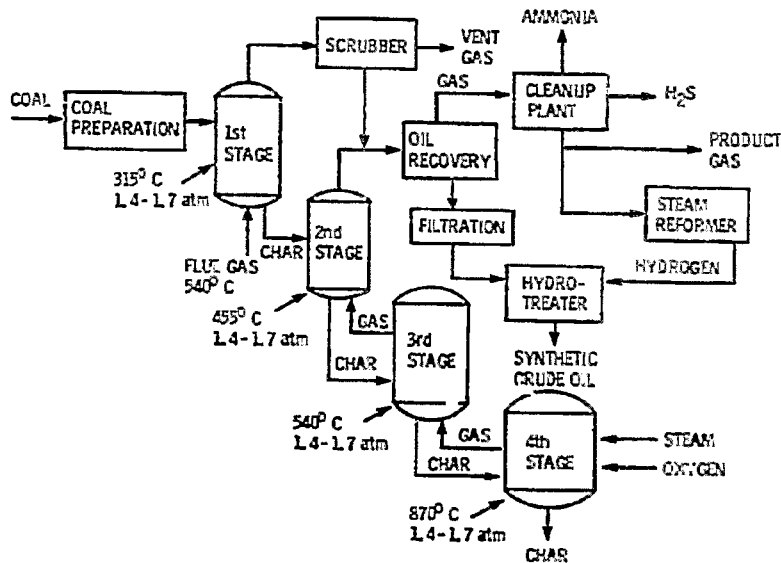 AMMONIA
SCRUBBER
VENT
GAS
GAS
CLEANUP
PLANT
H2S
COAL
COAL
PREPARATION
1st
STAGE
OIL
RECOVERY
PRODUCT
GAS
315° C
1.4-1.7 atm
2nd
STAGE
FILTRATION
STEAM
REFORMER
CHAR
FLUE GAS
540° C
HYDROGEN
HYDRO-
TREATER
455° C
1.4-1.7 atm
GAS
3rd
STAGE
CHAR
SYNTHETIC
CRUDE OIL
540° C
1.4-1.7 atm
GAS
4th
STAGE
STEAM
CHAR
OXYGEN
870° C
1.4-1.7 atm
CHAR